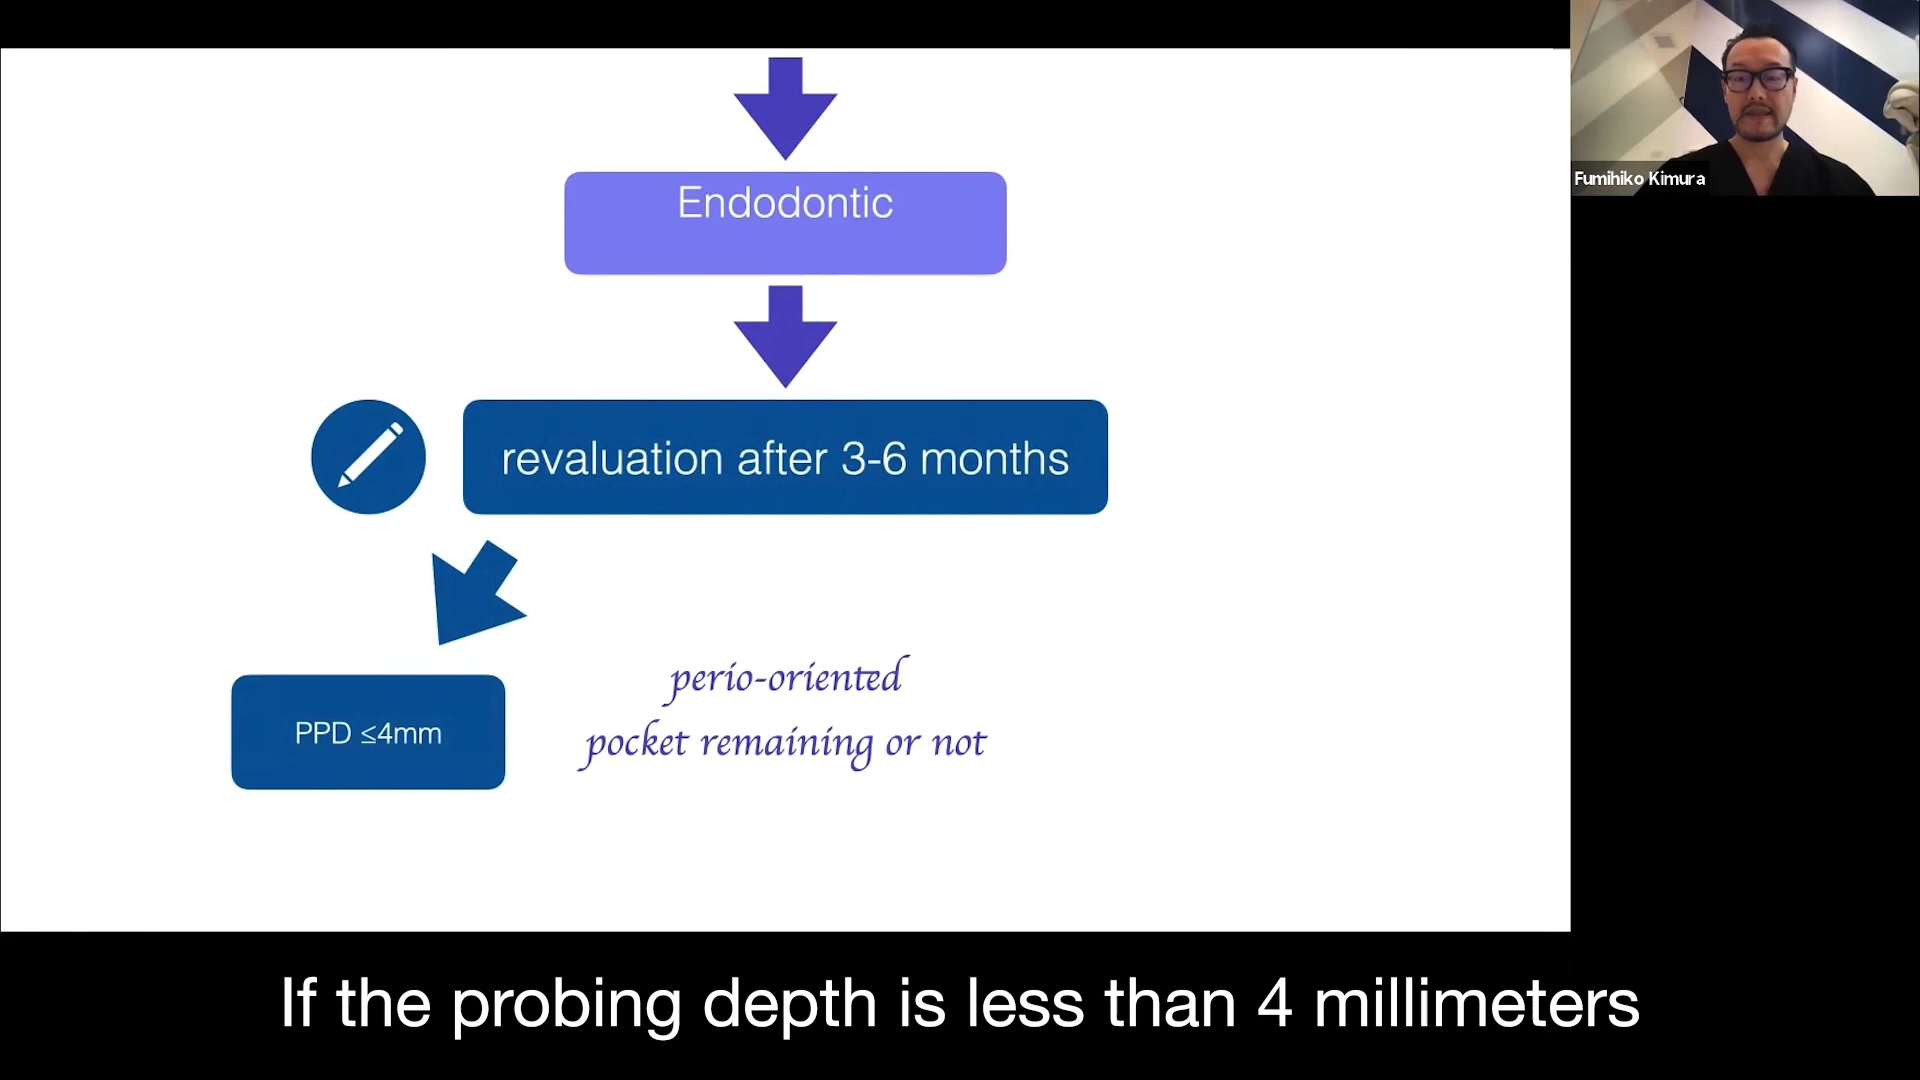 Endodontic
revaluation after 3-6 months
PPD ≤4mm
perio-oriented
pocket remaining or not
Fumihiko Kimura
If the probing depth is less than 4 millimeters